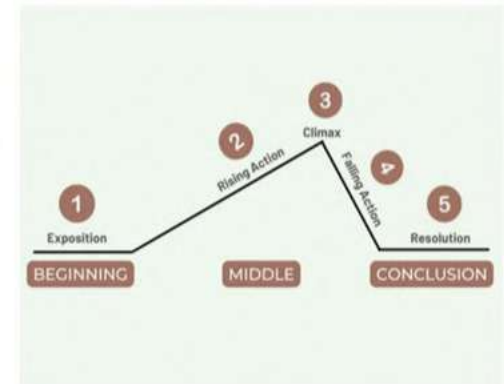 3
Climax
2
Rising Action
4
Falling Action
1
Exposition
5
Resolution
BEGINNING
MIDDLE
CONCLUSION